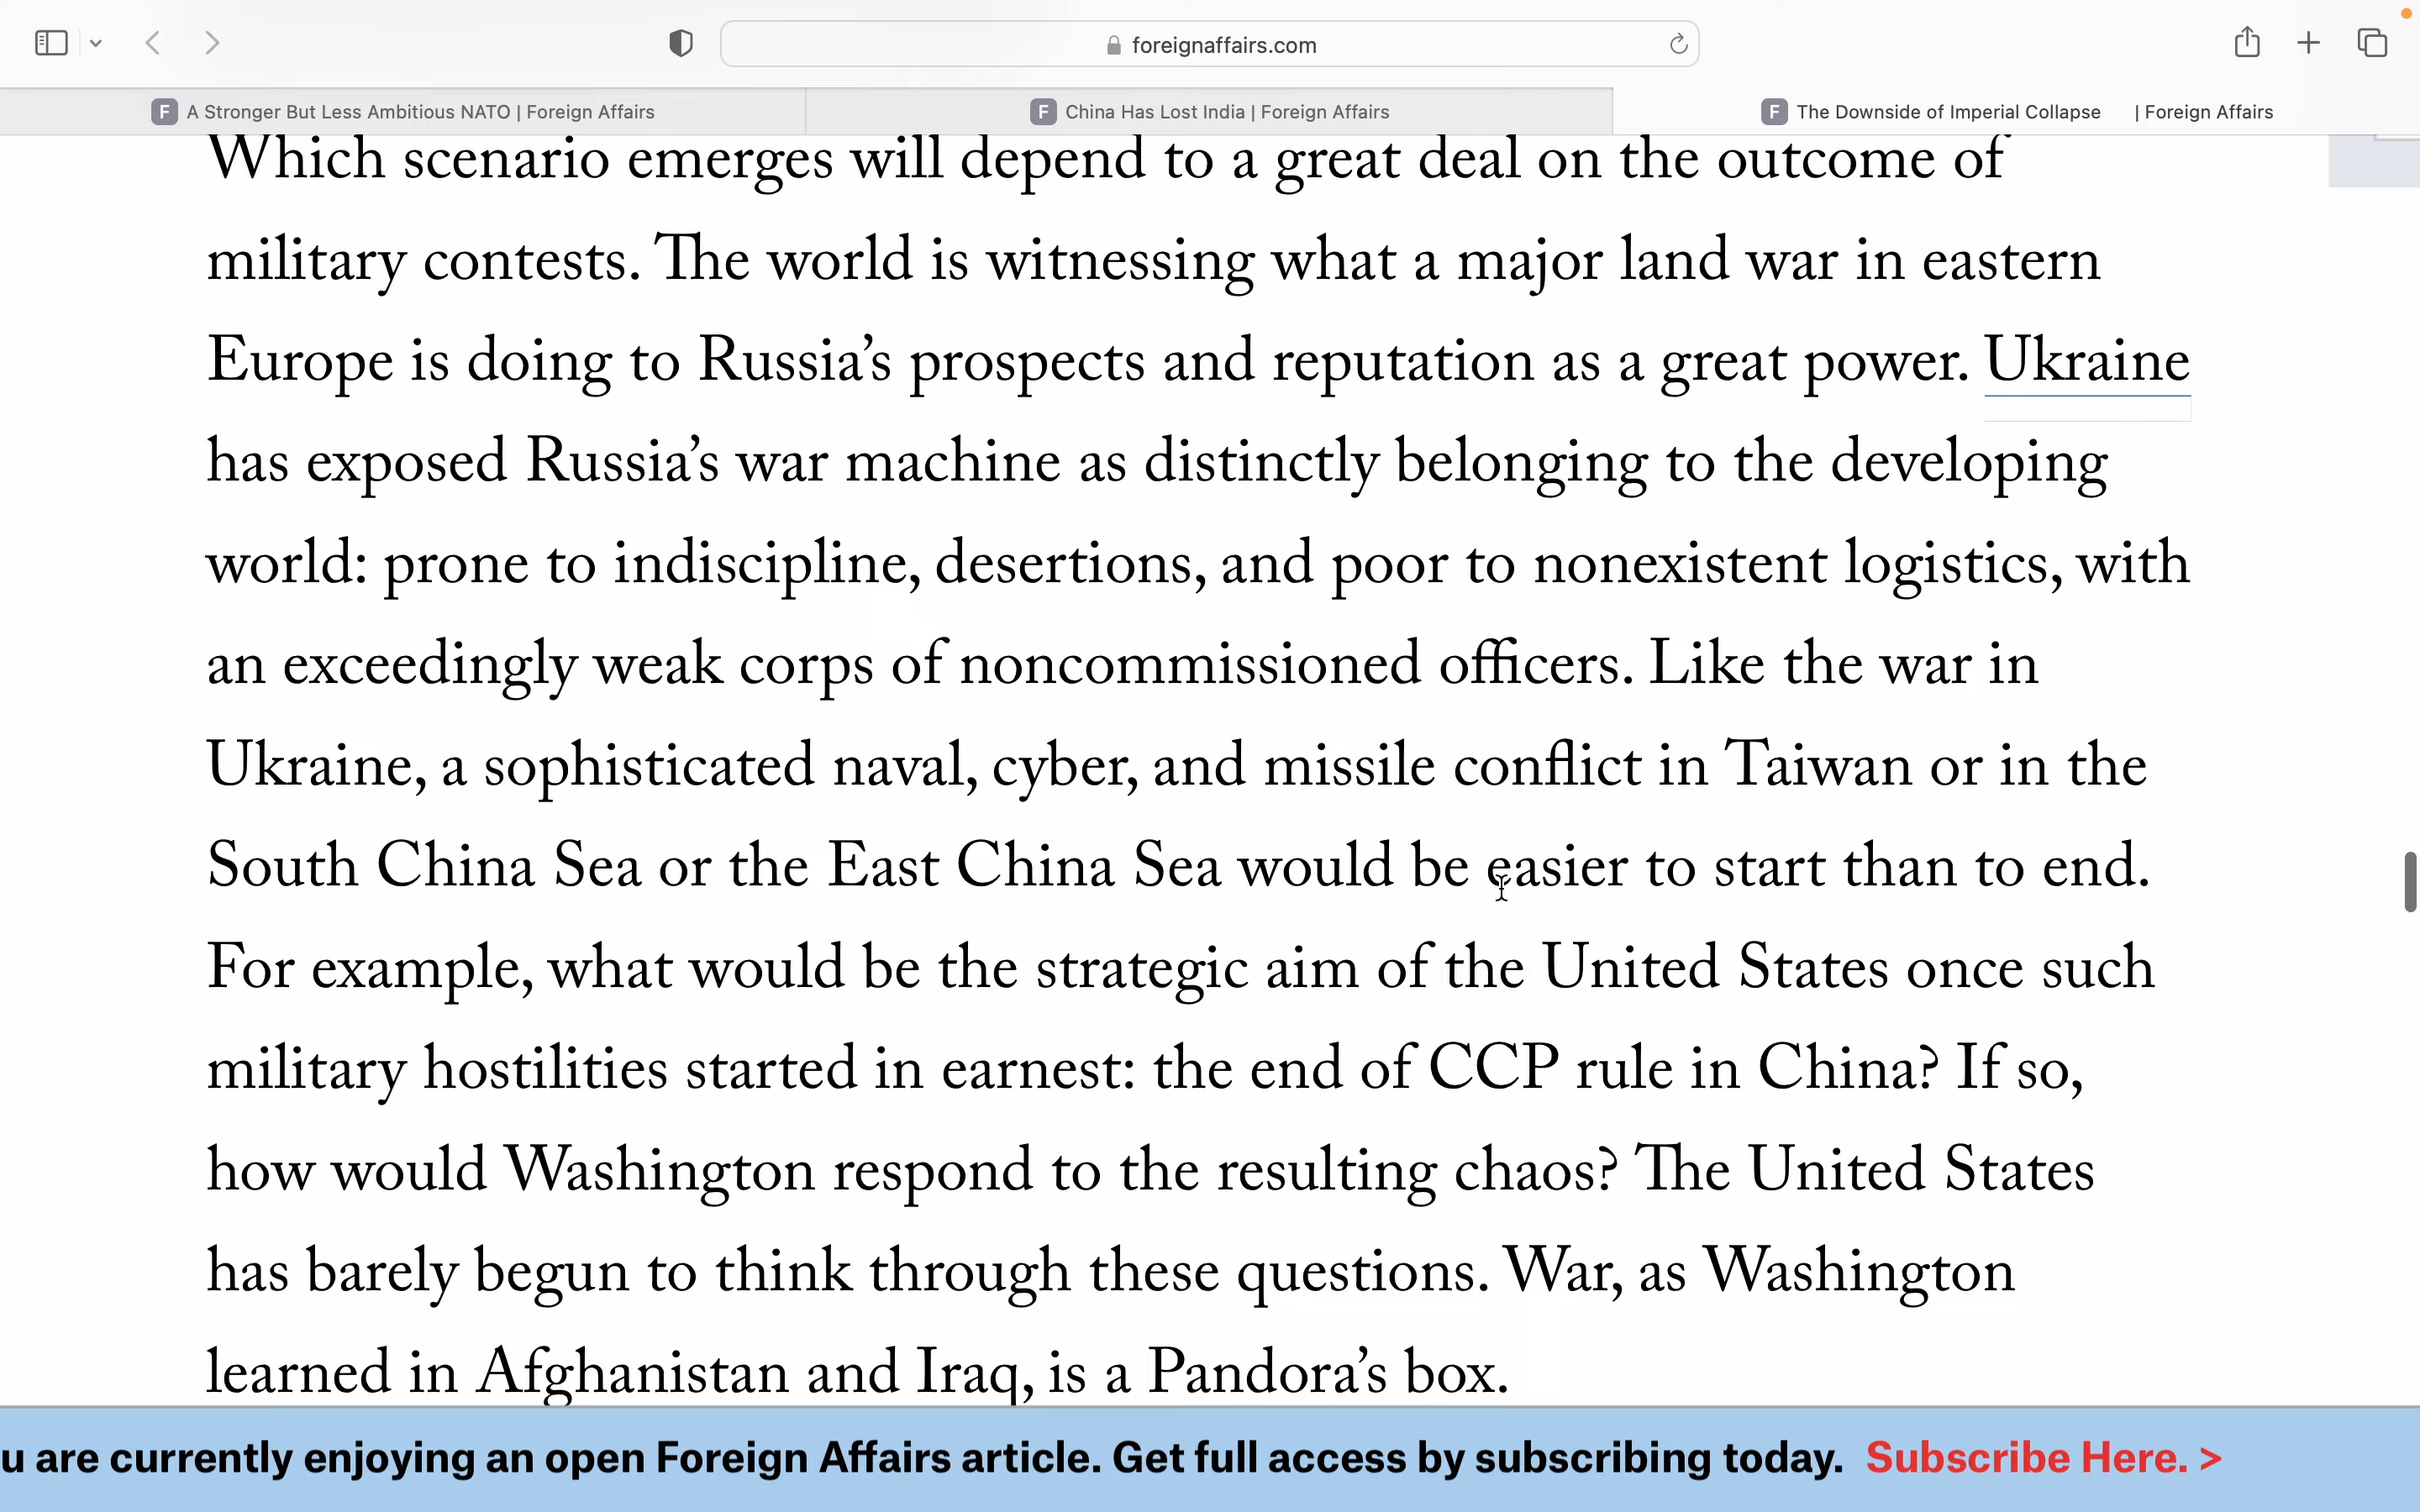 foreignaffairs.com
F A Stronger But Less Ambitious NATO | Foreign Affairs
F China Has Lost India | Foreign Affairs
F The Downside of Imperial Collapse | Foreign Affairs
Which scenario emerges will depend to a great deal on the outcome of
military contests. The world is witnessing what a major land war in eastern
Europe is doing to Russia’s prospects and reputation as a great power. Ukraine
has exposed Russia’s war machine as distinctly belonging to the developing
world: prone to indiscipline, desertions, and poor to nonexistent logistics, with
an exceedingly weak corps of noncommissioned officers. Like the war in
Ukraine, a sophisticated naval, cyber, and missile conflict in Taiwan or in the
South China Sea or the East China Sea would be easier to start than to end.
For example, what would be the strategic aim of the United States once such
military hostilities started in earnest: the end of CCP rule in China? If so,
how would Washington respond to the resulting chaos? The United States
has barely begun to think through these questions. War, as Washington
learned in Afghanistan and Iraq, is a Pandora’s box.
u are currently enjoying an open Foreign Affairs article. Get full access by subscribing today. Subscribe Here. >